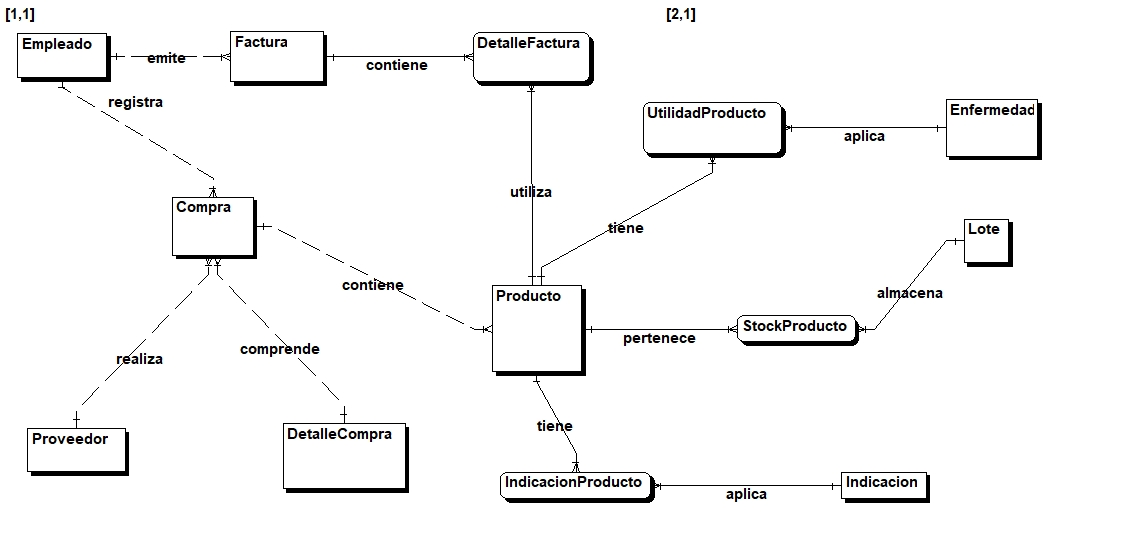 [1,1]
[2,1]
Empleado
Factura
DetalleFactura
emite
contiene
registra
UtilidadProducto
Enfermedad
aplica
utiliza
Compra
tiene
Lote
contiene
almacena
Producto
StockProducto
pertenece
realiza
comprende
tiene
Proveedor
DetalleCompra
IndicacionProducto
Indicacion
aplica